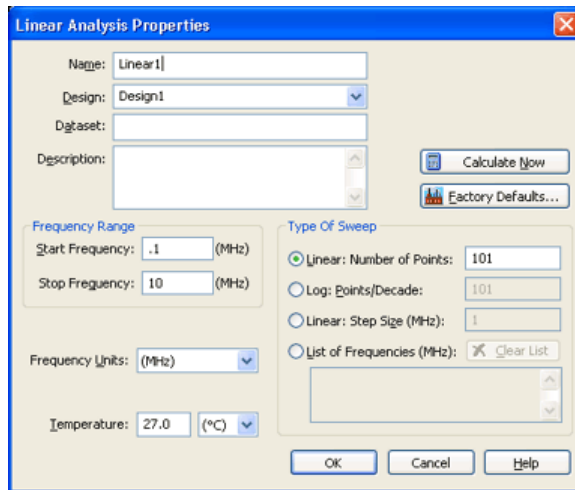 Linear Analysis Properties
Name: Linear1
Design: Design1
Dataset:
Description:
Calculate Now
Factory Defaults...
Frequency Range
Start Frequency: .1 (MHz)
Stop Frequency: 10 (MHz)
Type Of Sweep
Linear: Number of Points: 101
Log: Points/Decade: 101
Linear: Step Size (MHz): 1
List of Frequencies (MHz): Clear List
Frequency Units: (MHz)
Temperature: 27.0 (°C)
OK Cancel Help